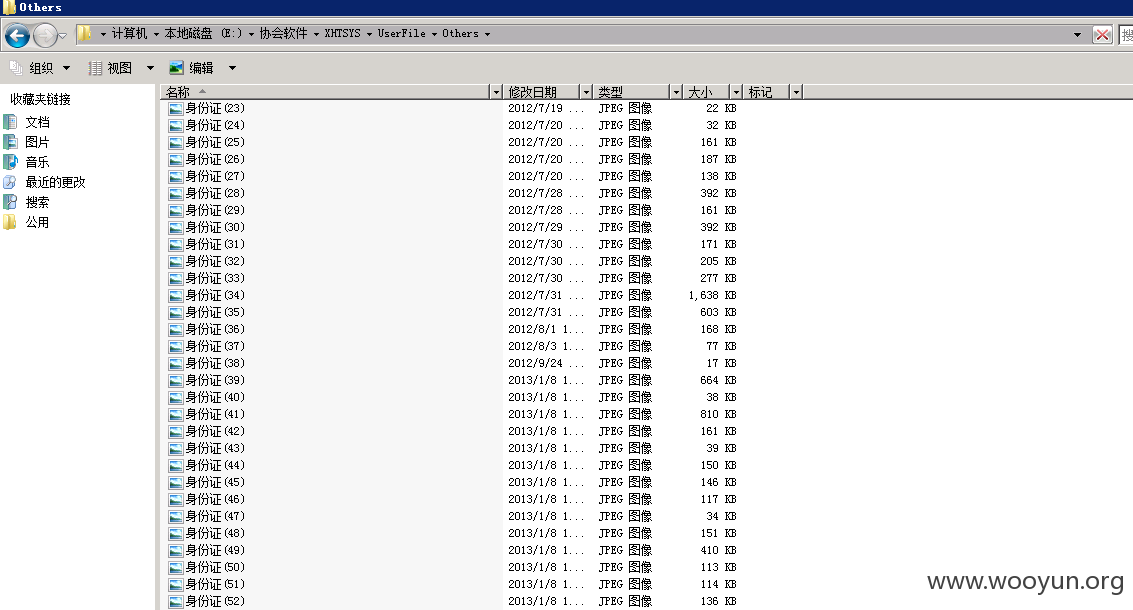 Others
计算机 本地磁盘 (E:) 协会软件 XHTSYS UserFile Others
组织 视图 编辑
收藏夹链接
文档
图片
音乐
最近的更改
搜索
公用
名称 修改日期 类型 大小 标记
身份证(23) 2012/7/19 ... JPEG 图像 22 KB
身份证(24) 2012/7/20 ... JPEG 图像 32 KB
身份证(25) 2012/7/20 ... JPEG 图像 161 KB
身份证(26) 2012/7/20 ... JPEG 图像 187 KB
身份证(27) 2012/7/20 ... JPEG 图像 138 KB
身份证(28) 2012/7/28 ... JPEG 图像 392 KB
身份证(29) 2012/7/28 ... JPEG 图像 161 KB
身份证(30) 2012/7/29 ... JPEG 图像 392 KB
身份证(31) 2012/7/30 ... JPEG 图像 171 KB
身份证(32) 2012/7/30 ... JPEG 图像 205 KB
身份证(33) 2012/7/30 ... JPEG 图像 277 KB
身份证(34) 2012/7/31 ... JPEG 图像 1,638 KB
身份证(35) 2012/7/31 ... JPEG 图像 603 KB
身份证(36) 2012/8/1 1... JPEG 图像 168 KB
身份证(37) 2012/8/3 1... JPEG 图像 77 KB
身份证(38) 2012/9/24 ... JPEG 图像 17 KB
身份证(39) 2013/1/8 1... JPEG 图像 664 KB
身份证(40) 2013/1/8 1... JPEG 图像 38 KB
身份证(41) 2013/1/8 1... JPEG 图像 810 KB
身份证(42) 2013/1/8 1... JPEG 图像 161 KB
身份证(43) 2013/1/8 1... JPEG 图像 39 KB
身份证(44) 2013/1/8 1... JPEG 图像 150 KB
身份证(45) 2013/1/8 1... JPEG 图像 146 KB
身份证(46) 2013/1/8 1... JPEG 图像 117 KB
身份证(47) 2013/1/8 1... JPEG 图像 34 KB
身份证(48) 2013/1/8 1... JPEG 图像 151 KB
身份证(49) 2013/1/8 1... JPEG 图像 410 KB
身份证(50) 2013/1/8 1... JPEG 图像 113 KB
身份证(51) 2013/1/8 1... JPEG 图像 114 KB
身份证(52) 2013/1/8 1... JPEG 图像 136 KB
www.wooyun.org